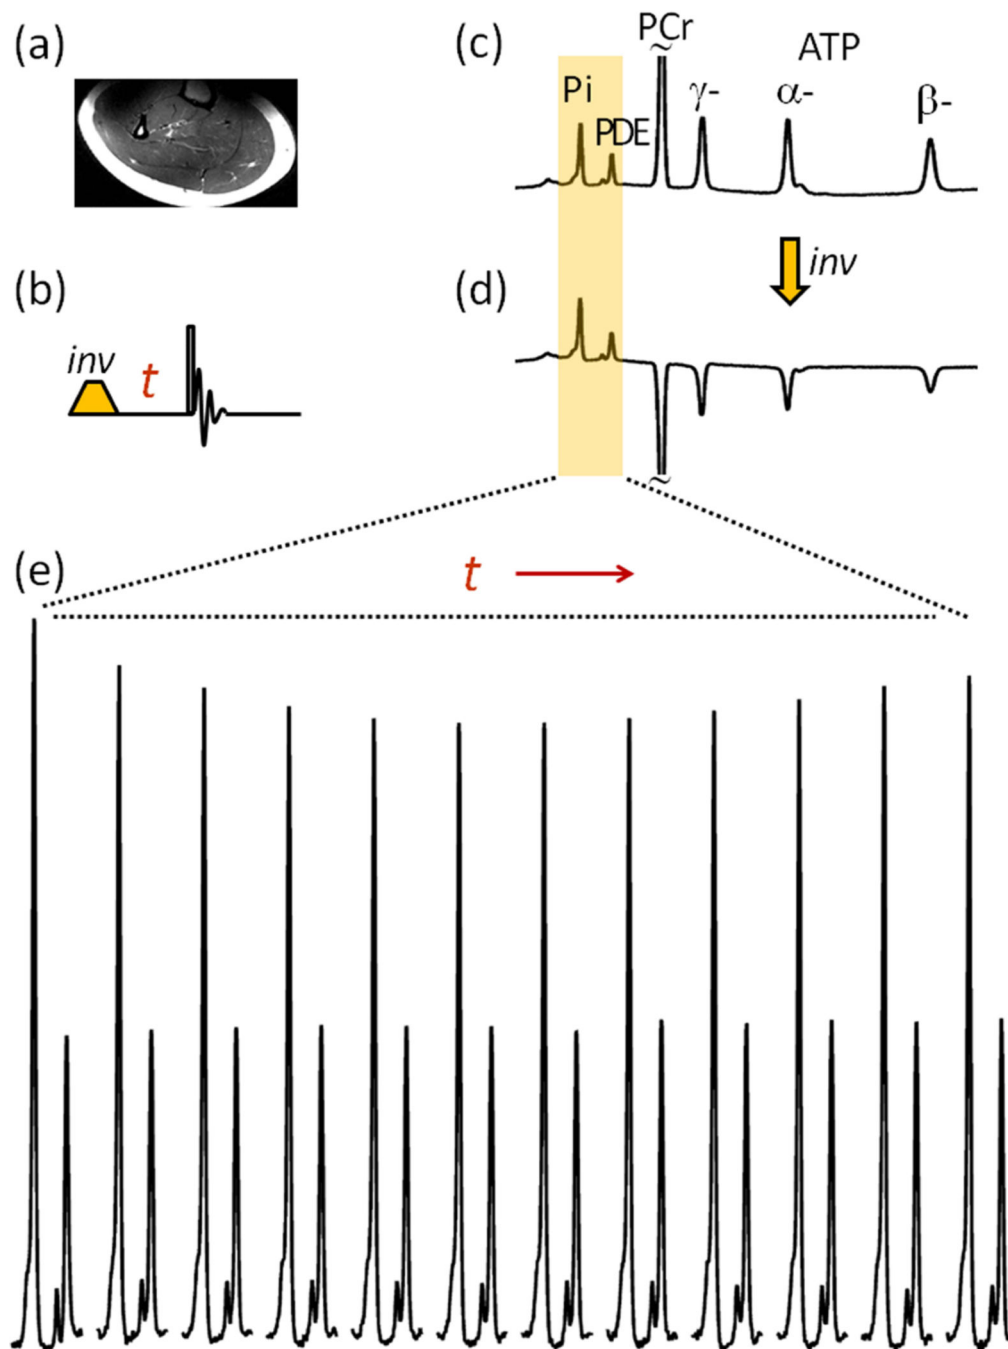 (a)
(c)
PCr
~
ATP
Pi
PDE
γ-
α-
β-
(b)
(d)
inv
inv
t
~
(e)
t